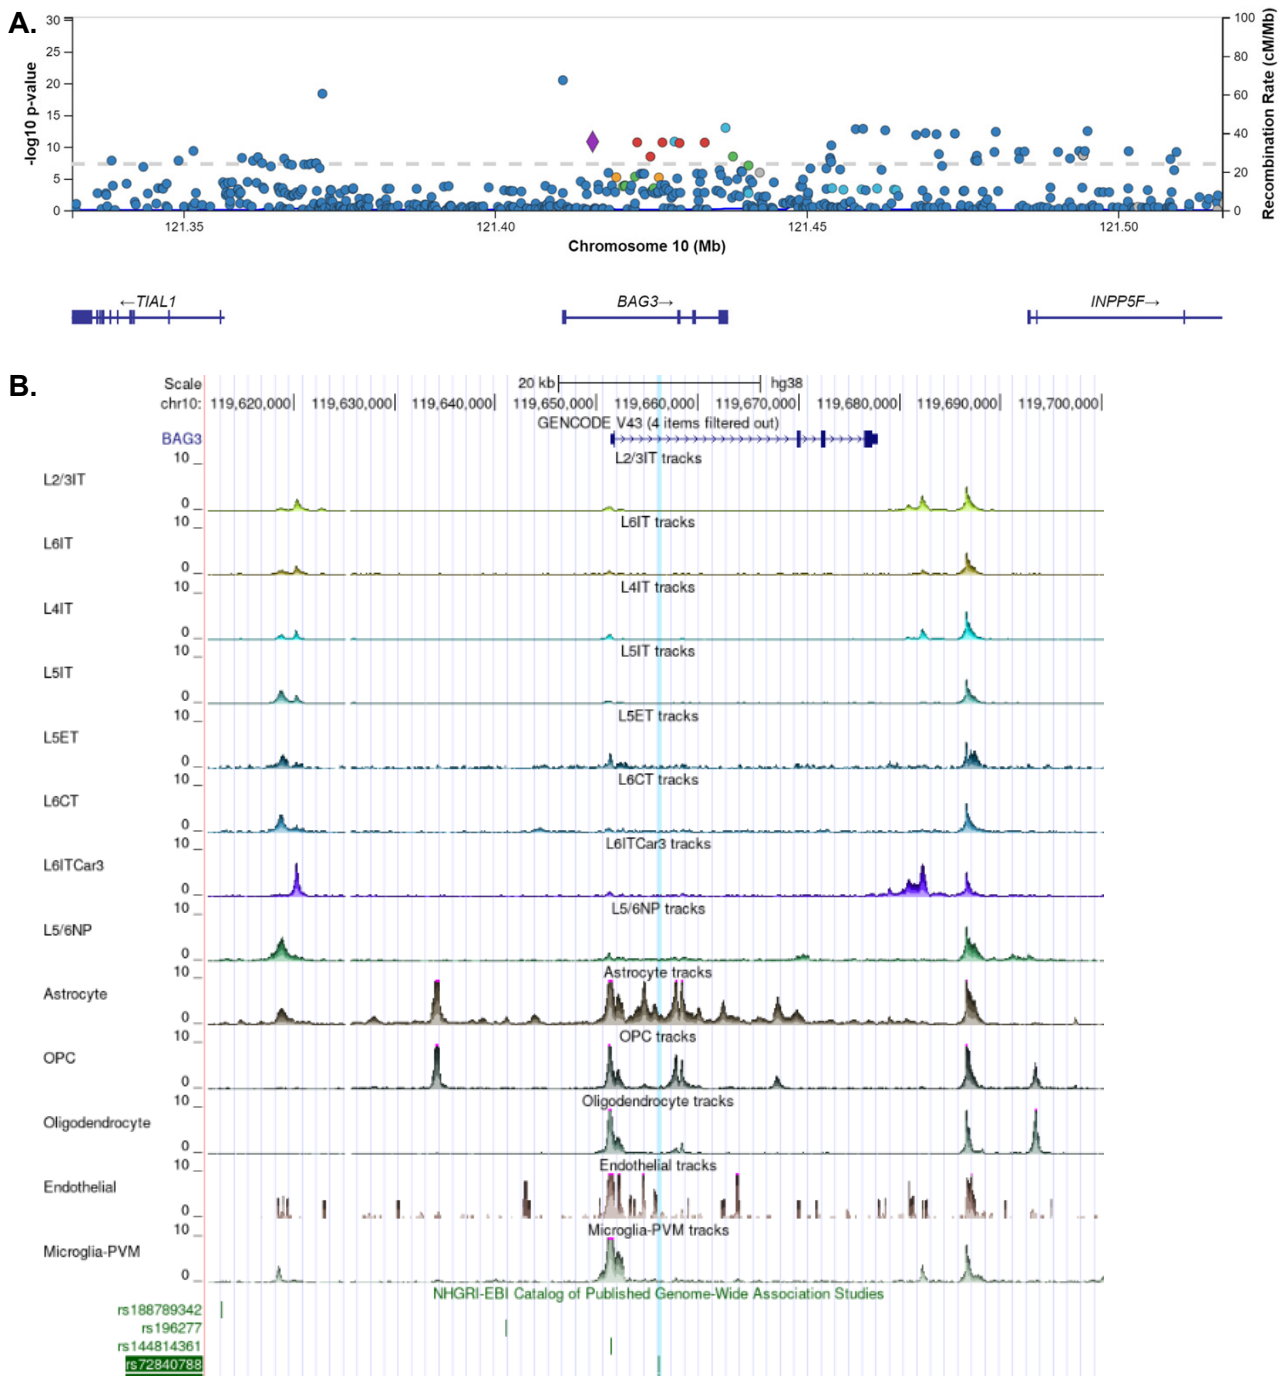 A.
30
25
20
15
10
5
0
-log10 p-value
100
80
60
40
20
0
Recombination Rate (cM/Mb)
121.35 121.40 121.45 121.50
Chromosome 10 (Mb)
←TIAL1 BAG3→ INPP5F→
B.
Scale 20 kb hg38
chr10: 119,620,000 119,630,000 119,640,000 119,650,000 119,660,000 119,670,000 119,680,000 119,690,000 119,700,000
GENCODE V43 (4 items filtered out)
BAG3
10 L2/3IT tracks
L2/3IT
0
10 L6IT tracks
L6IT
0
10 L4IT tracks
L4IT
0
10 L5IT tracks
L5IT
0
10 L5ET tracks
L5ET
0
10 L6CT tracks
L6CT
0
10 L6ITCar3 tracks
L6ITCar3
0
10 L5/6NP tracks
L5/6NP
0
10 Astrocyte tracks
Astrocyte
0
10 OPC tracks
OPC
0
10 Oligodendrocyte tracks
Oligodendrocyte
0
10 Endothelial tracks
Endothelial
0
10 Microglia-PVM tracks
Microglia-PVM
0
NHGRI-EBI Catalog of Published Genome-Wide Association Studies
rs188789342
rs196277
rs144814361
rs72840788